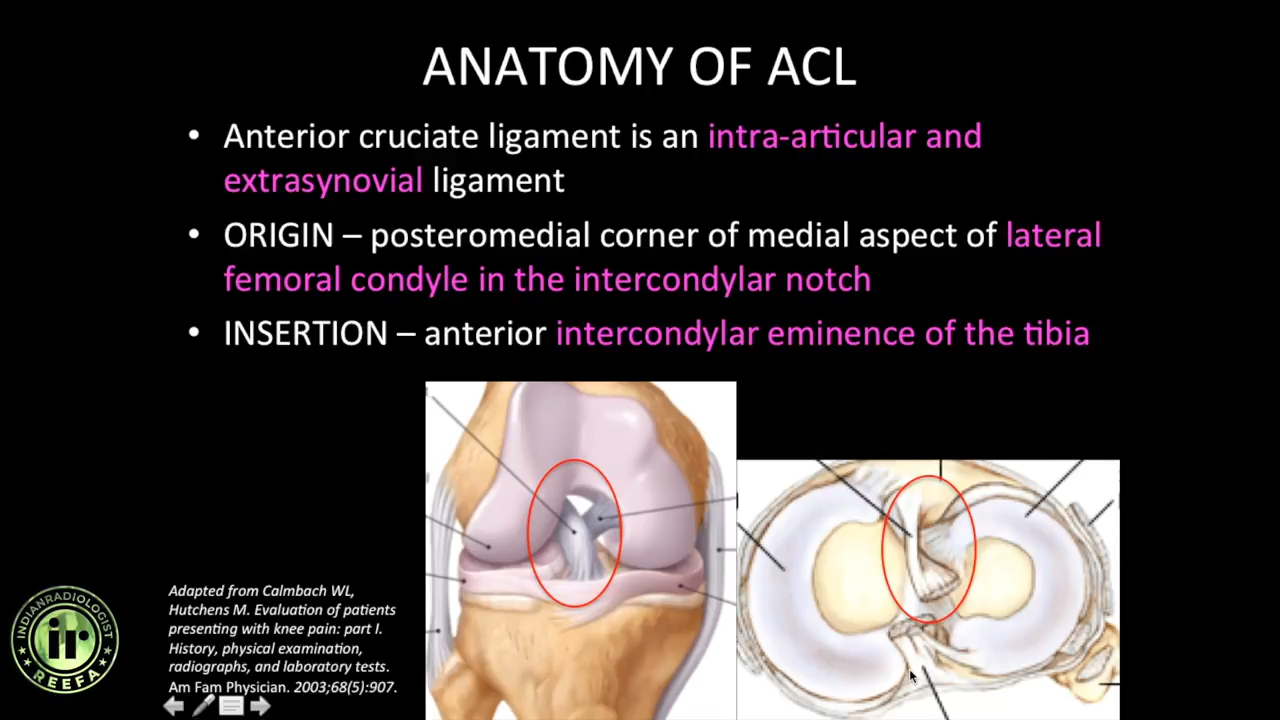 ANATOMY OF ACL
• Anterior cruciate ligament is an intra-articular and
extrasynovial ligament
• ORIGIN – posteromedial corner of medial aspect of lateral
femoral condyle in the intercondylar notch
• INSERTION – anterior intercondylar eminence of the tibia
Adapted from Calmbach WL,
Hutchens M. Evaluation of patients
presenting with knee pain: part I.
History, physical examination,
radiographs, and laboratory tests.
Am Fam Physician. 2003;68(5):907.
INDIANRADIOLOGIST
ir
REEFA